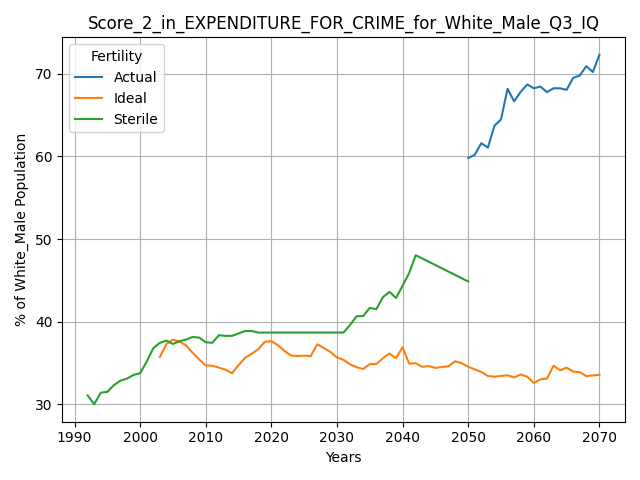 Score_2_in_EXPENDITURE_FOR_CRIME_for_White_Male_Q3_IQ
Fertility
Actual
Ideal
Sterile
% of White_Male Population
70
60
50
40
30
1990 2000 2010 2020 2030 2040 2050 2060 2070
Years